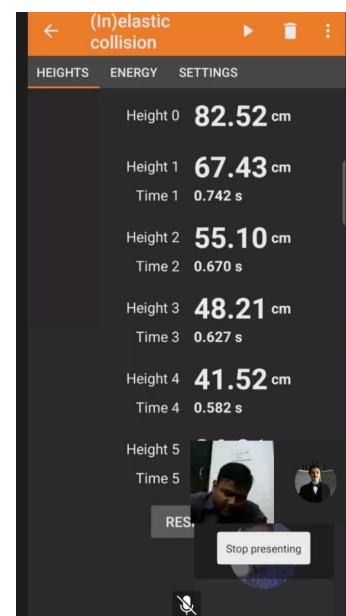 (In)elastic
collision
HEIGHTS ENERGY SETTINGS
Height 0 82.52 cm
Height 1 67.43 cm
Time 1 0.742 s
Height 2 55.10 cm
Time 2 0.670 s
Height 3 48.21 cm
Time 3 0.627 s
Height 4 41.52 cm
Time 4 0.582 s
Height 5
Time 5
RES
Stop presenting